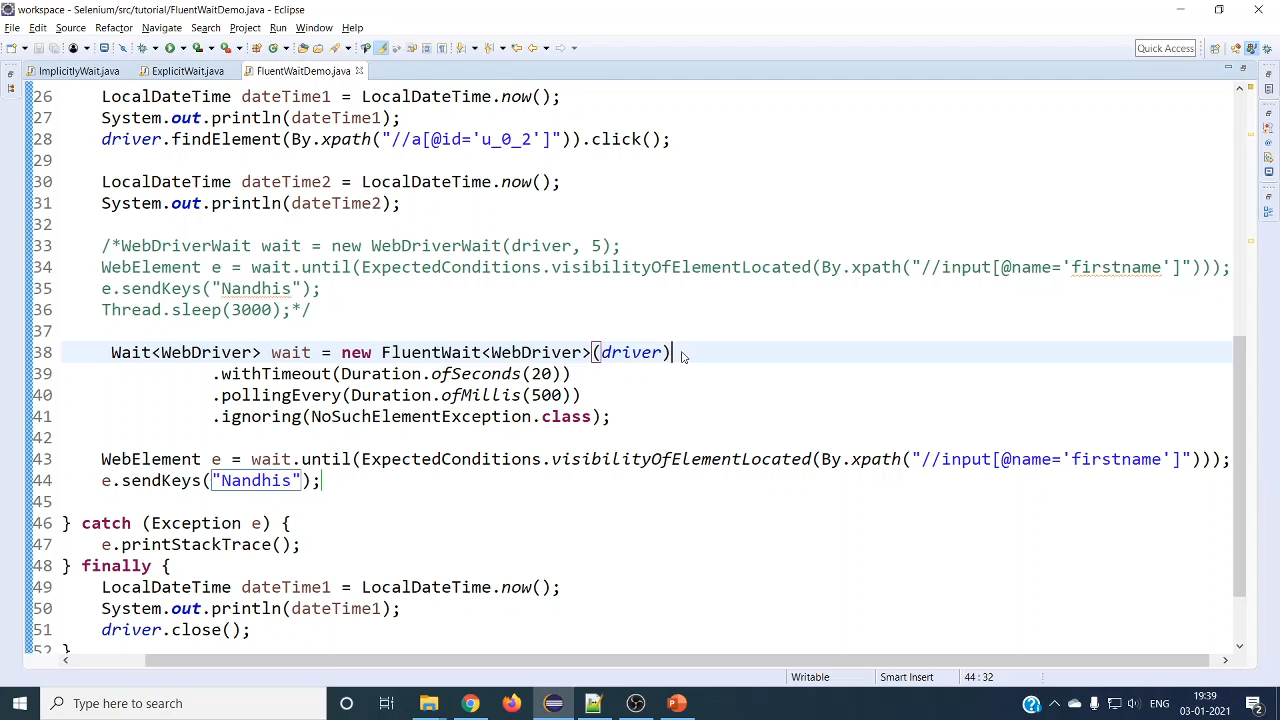 workspace - Selenium/src/tutorial/FluentWaitDemo.java - Eclipse
File Edit Source Refactor Navigate Search Project Run Window Help
Quick Access
ImplicitlyWait.java ExplicitWait.java FluentWaitDemo.java
26 LocalDateTime dateTime1 = LocalDateTime.now();
27 System.out.println(dateTime1);
28 driver.findElement(By.xpath("//a[@id='u_0_2']")).click();
29
30 LocalDateTime dateTime2 = LocalDateTime.now();
31 System.out.println(dateTime2);
32
33 /*WebDriverWait wait = new WebDriverWait(driver, 5);
34 WebElement e = wait.until(ExpectedConditions.visibilityOfElementLocated(By.xpath("//input[@name='firstname']")));
35 e.sendKeys("Nandhis");
36 Thread.sleep(3000);*/
37
38 Wait<WebDriver> wait = new FluentWait<WebDriver>(driver)
39 .withTimeout(Duration.ofSeconds(20))
40 .pollingEvery(Duration.ofMillis(500))
41 .ignoring(NoSuchElementException.class);
42
43 WebElement e = wait.until(ExpectedConditions.visibilityOfElementLocated(By.xpath("//input[@name='firstname']")));
44 e.sendKeys("Nandhis");
45
46 } catch (Exception e) {
47 e.printStackTrace();
48 } finally {
49 LocalDateTime dateTime1 = LocalDateTime.now();
50 System.out.println(dateTime1);
51 driver.close();
52 }
Writable Smart Insert 44 : 32
Type here to search
ENG 19:39
03-01-2021
2